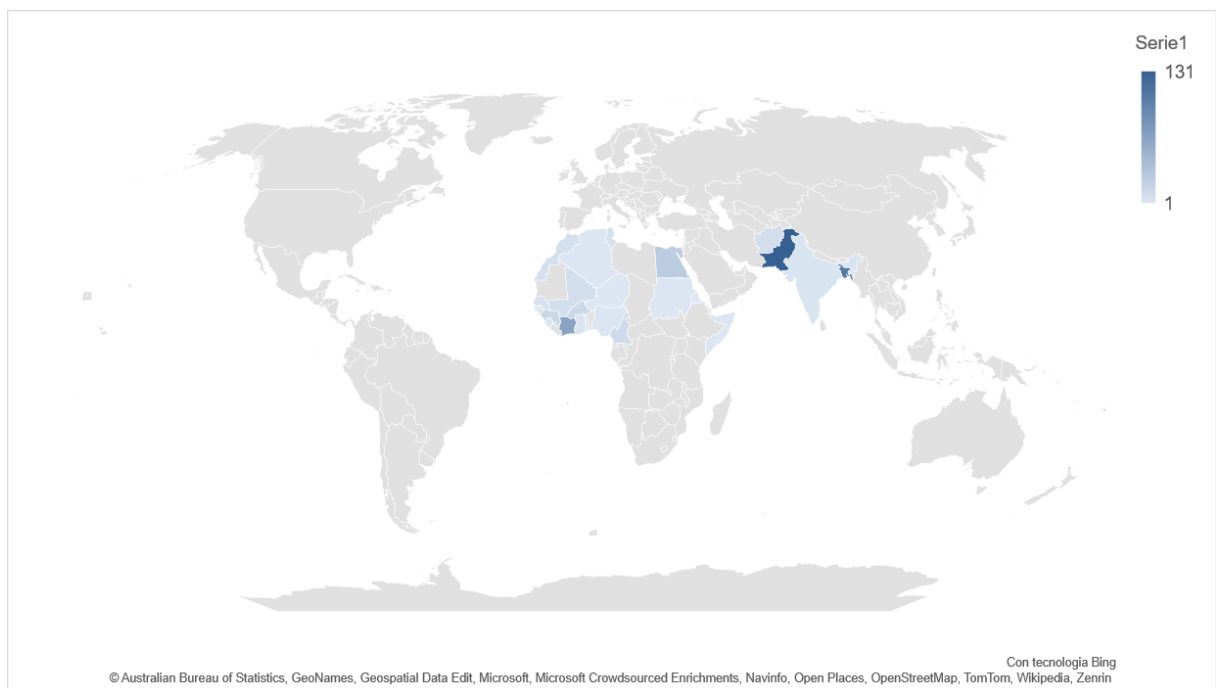 Serie1
131
1
Con tecnologia Bing
© Australian Bureau of Statistics, GeoNames, Geospatial Data Edit, Microsoft, Microsoft Crowdsourced Enrichments, Navinfo, Open Places, OpenStreetMap, TomTom, Wikipedia, Zenrin